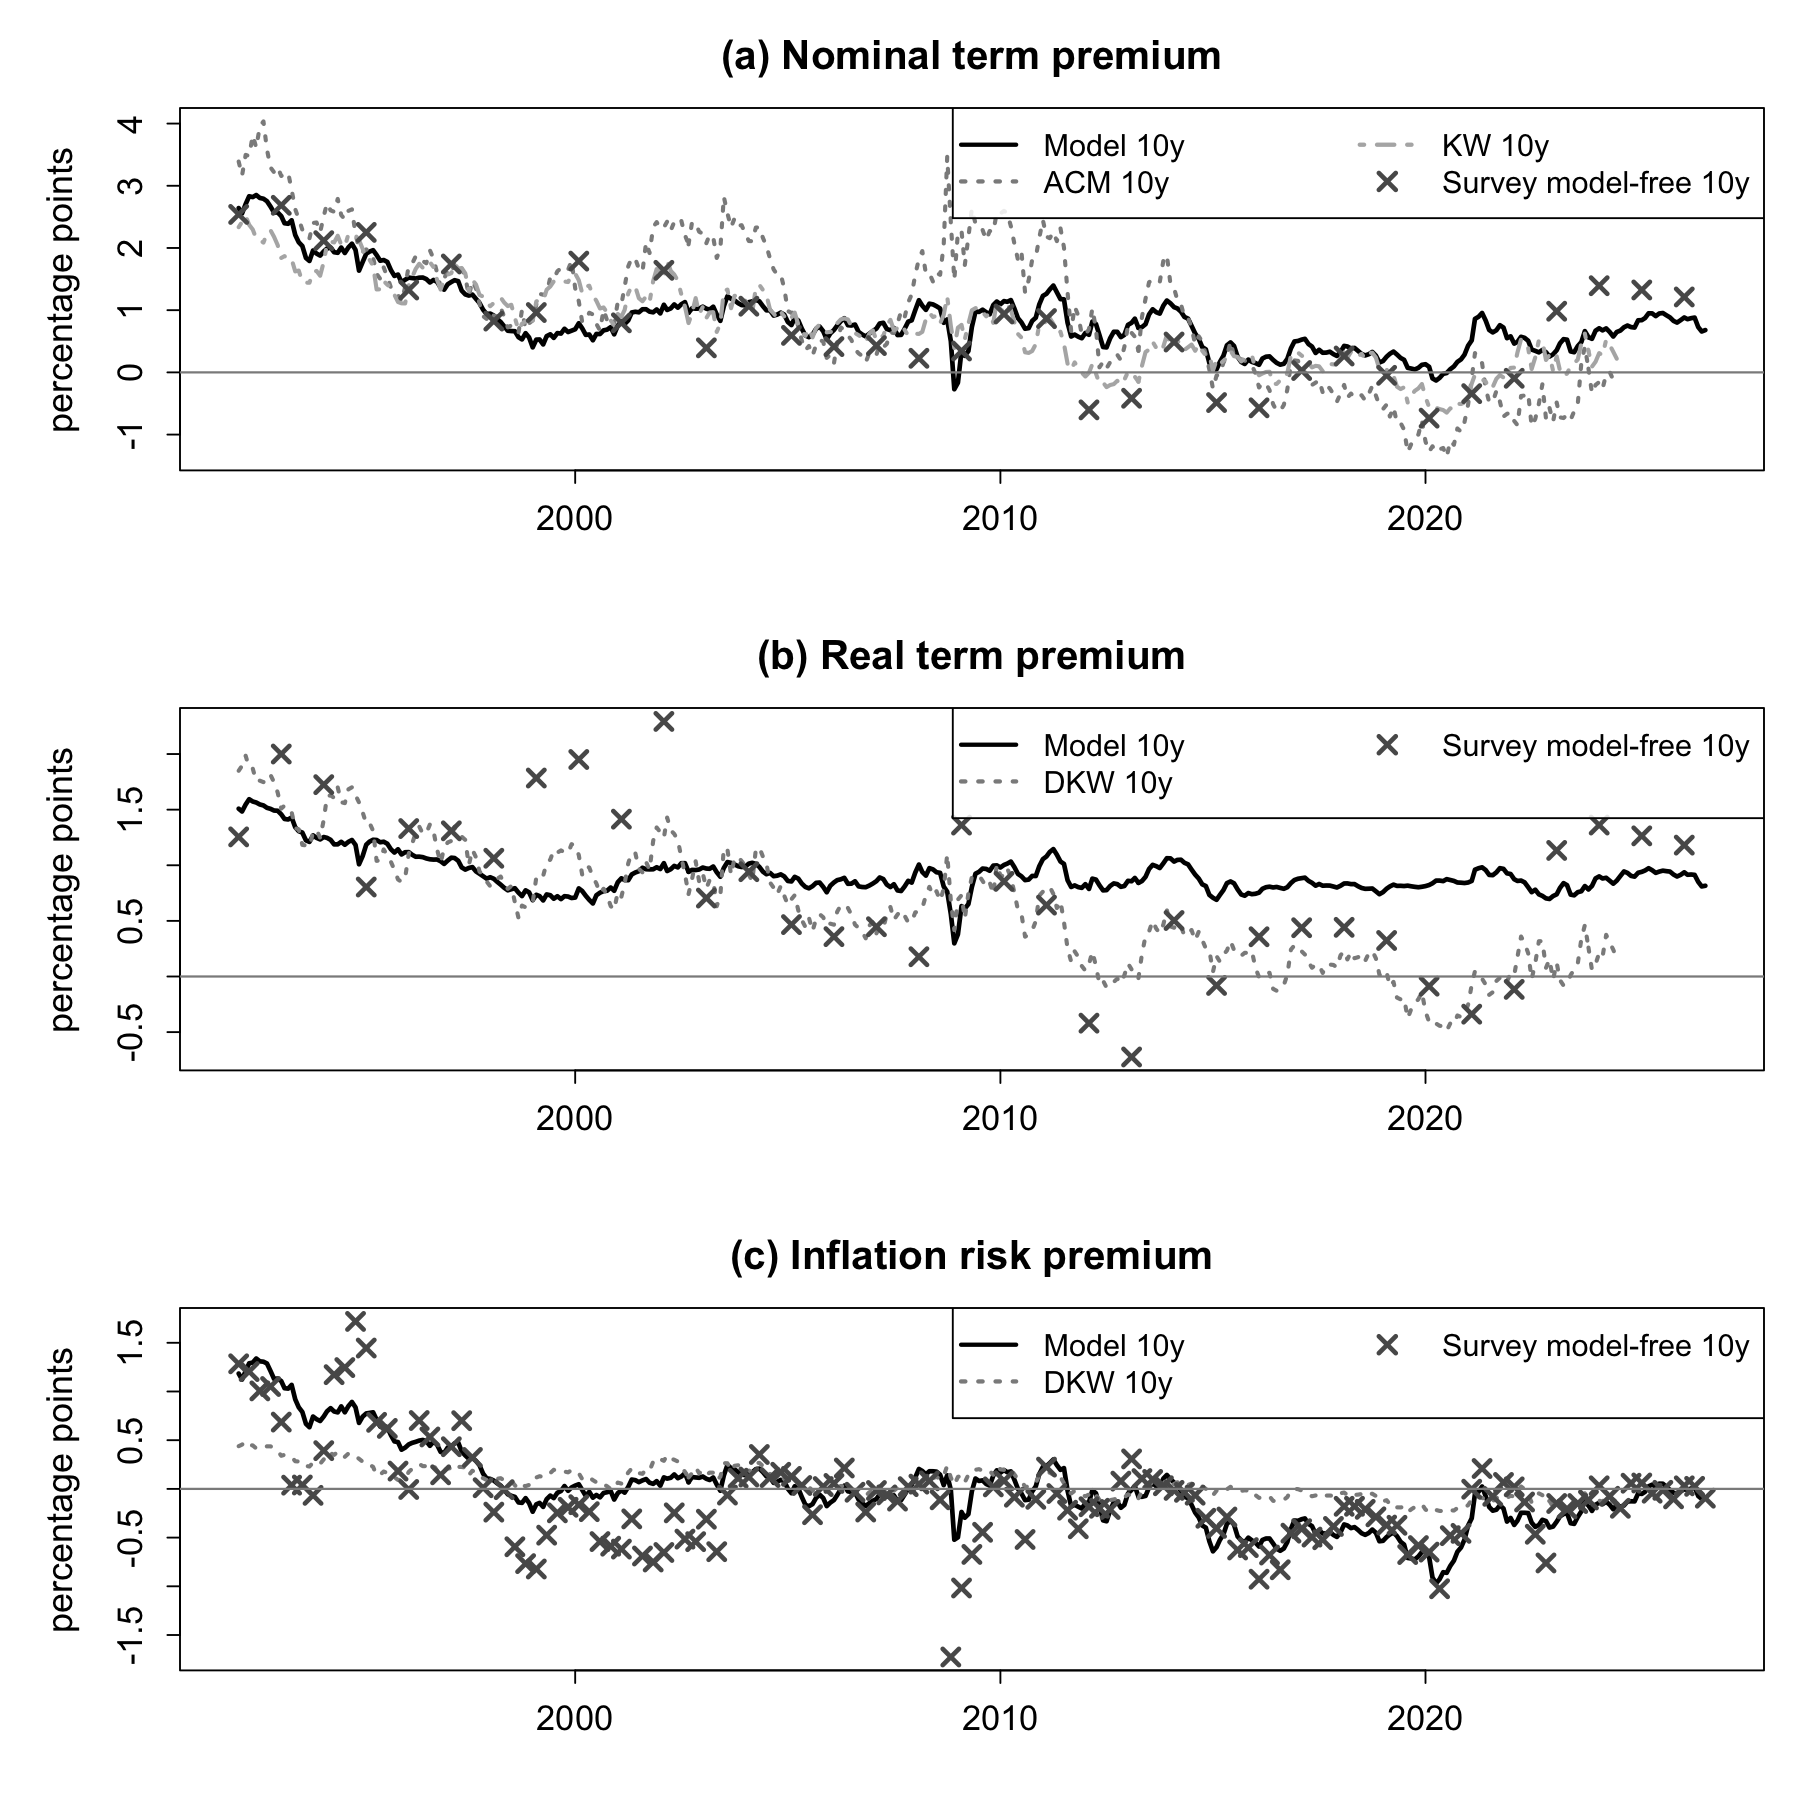 (a) Nominal term premium
percentage points
4
3
2
1
0
-1
Model 10y
ACM 10y
KW 10y
Survey model-free 10y
2000
2010
2020
(b) Real term premium
percentage points
1.5
0.5
-0.5
Model 10y
DKW 10y
Survey model-free 10y
2000
2010
2020
(c) Inflation risk premium
percentage points
1.5
0.5
-0.5
-1.5
Model 10y
DKW 10y
Survey model-free 10y
2000
2010
2020